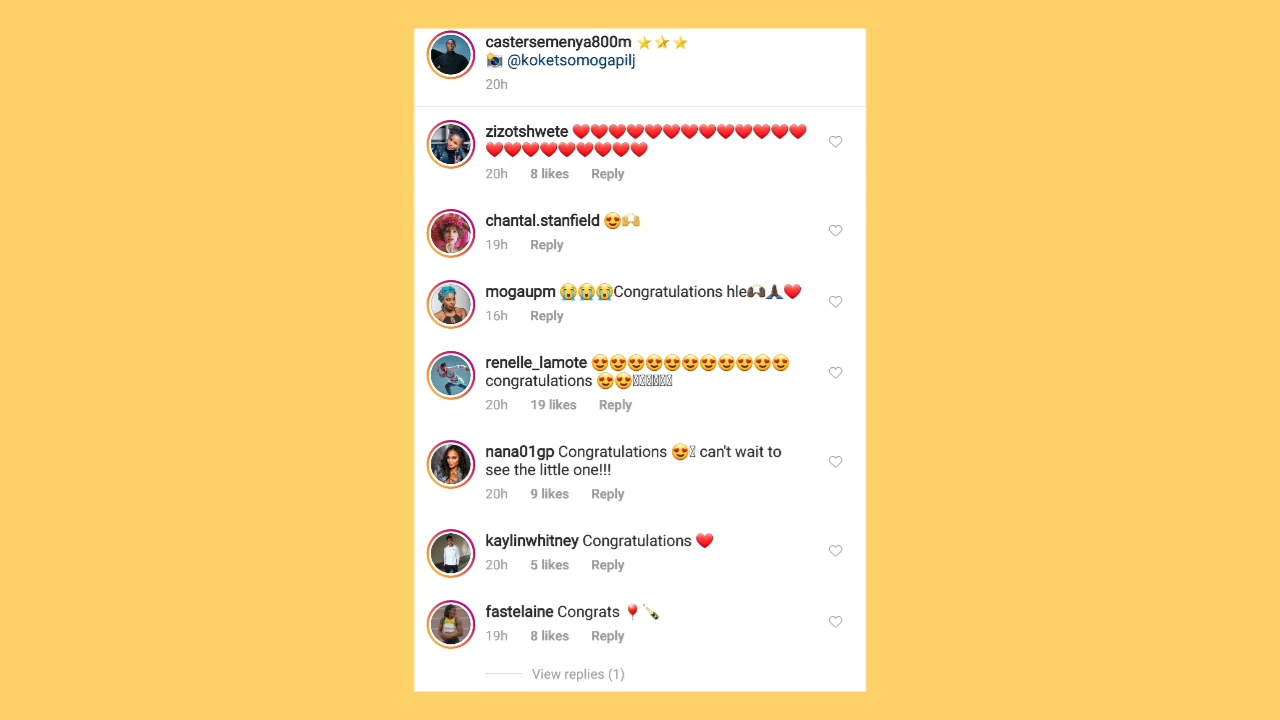 castersemenya800m ⭐⭐⭐
📸 @koketsomogapilj
20h
zizotshwete ❤️❤️❤️❤️❤️❤️❤️❤️❤️❤️❤️❤️❤️
❤️❤️❤️❤️❤️❤️❤️❤️❤️
20h 8 likes Reply
chantal.stanfield 😍🙌🏼
19h Reply
mogaupm 😭😭😭Congratulations hle🙌🏿🙏🏿❤️
16h Reply
renelle_lamote 😍😍😍😍😍😍😍😍😍😍😍
congratulations 😍😍
20h 19 likes Reply
nana01gp Congratulations 😍 can't wait to
see the little one!!!
20h 9 likes Reply
kaylinwhitney Congratulations ❤️
20h 5 likes Reply
fastelaine Congrats 🎈🍾
19h 8 likes Reply
View replies (1)